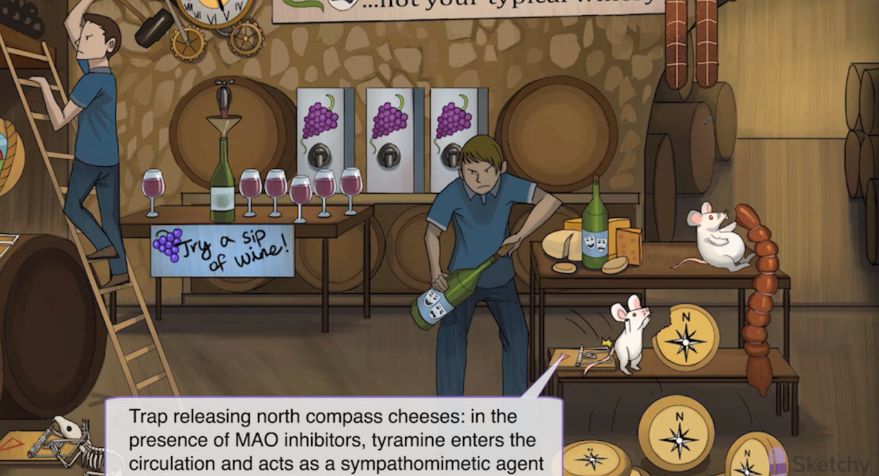 ...not your typical winery
Try a sip
of wine!
N
N
N
N
Trap releasing north compass cheeses: in the
presence of MAO inhibitors, tyramine enters the
circulation and acts as a sympathomimetic agent
Sketchy